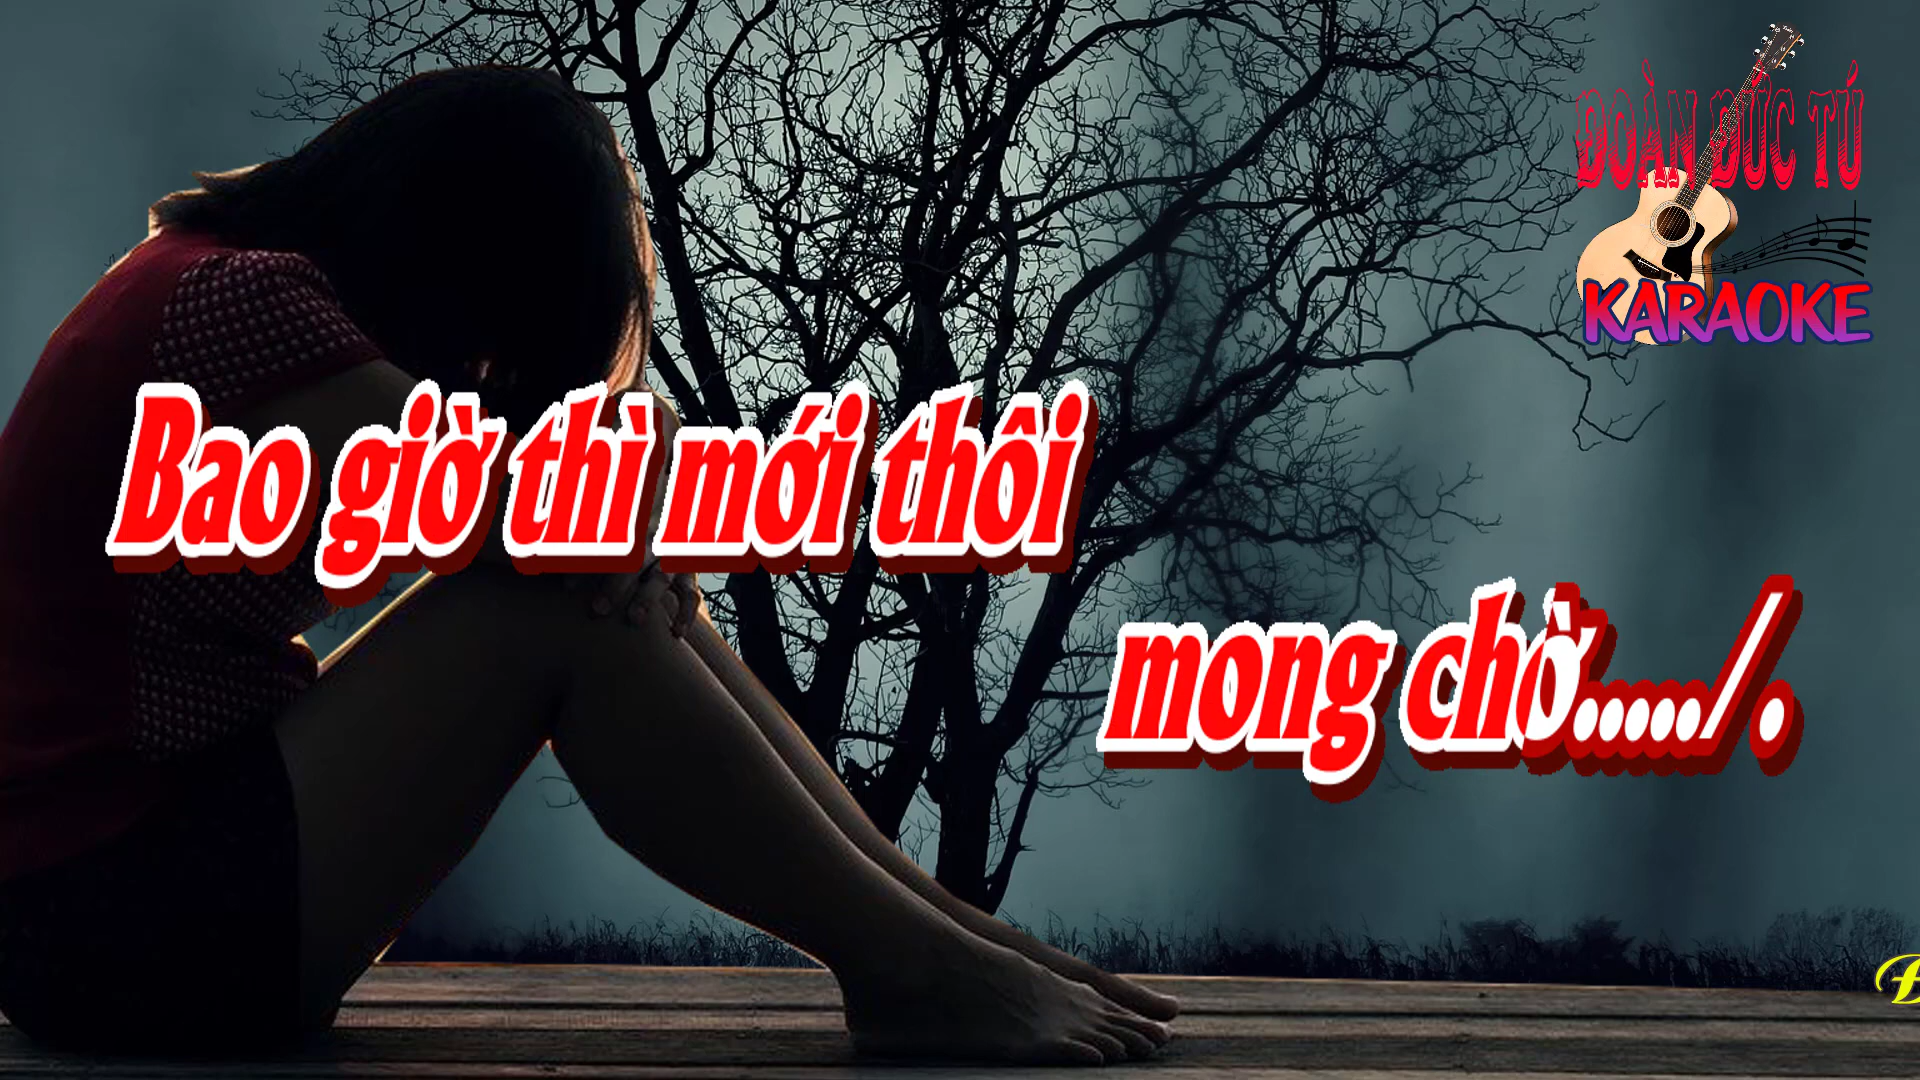 ĐOÀN ĐỨC TÚ
KARAOKE
Bao giờ thì mới thôi
mong chờ...../.
Đ